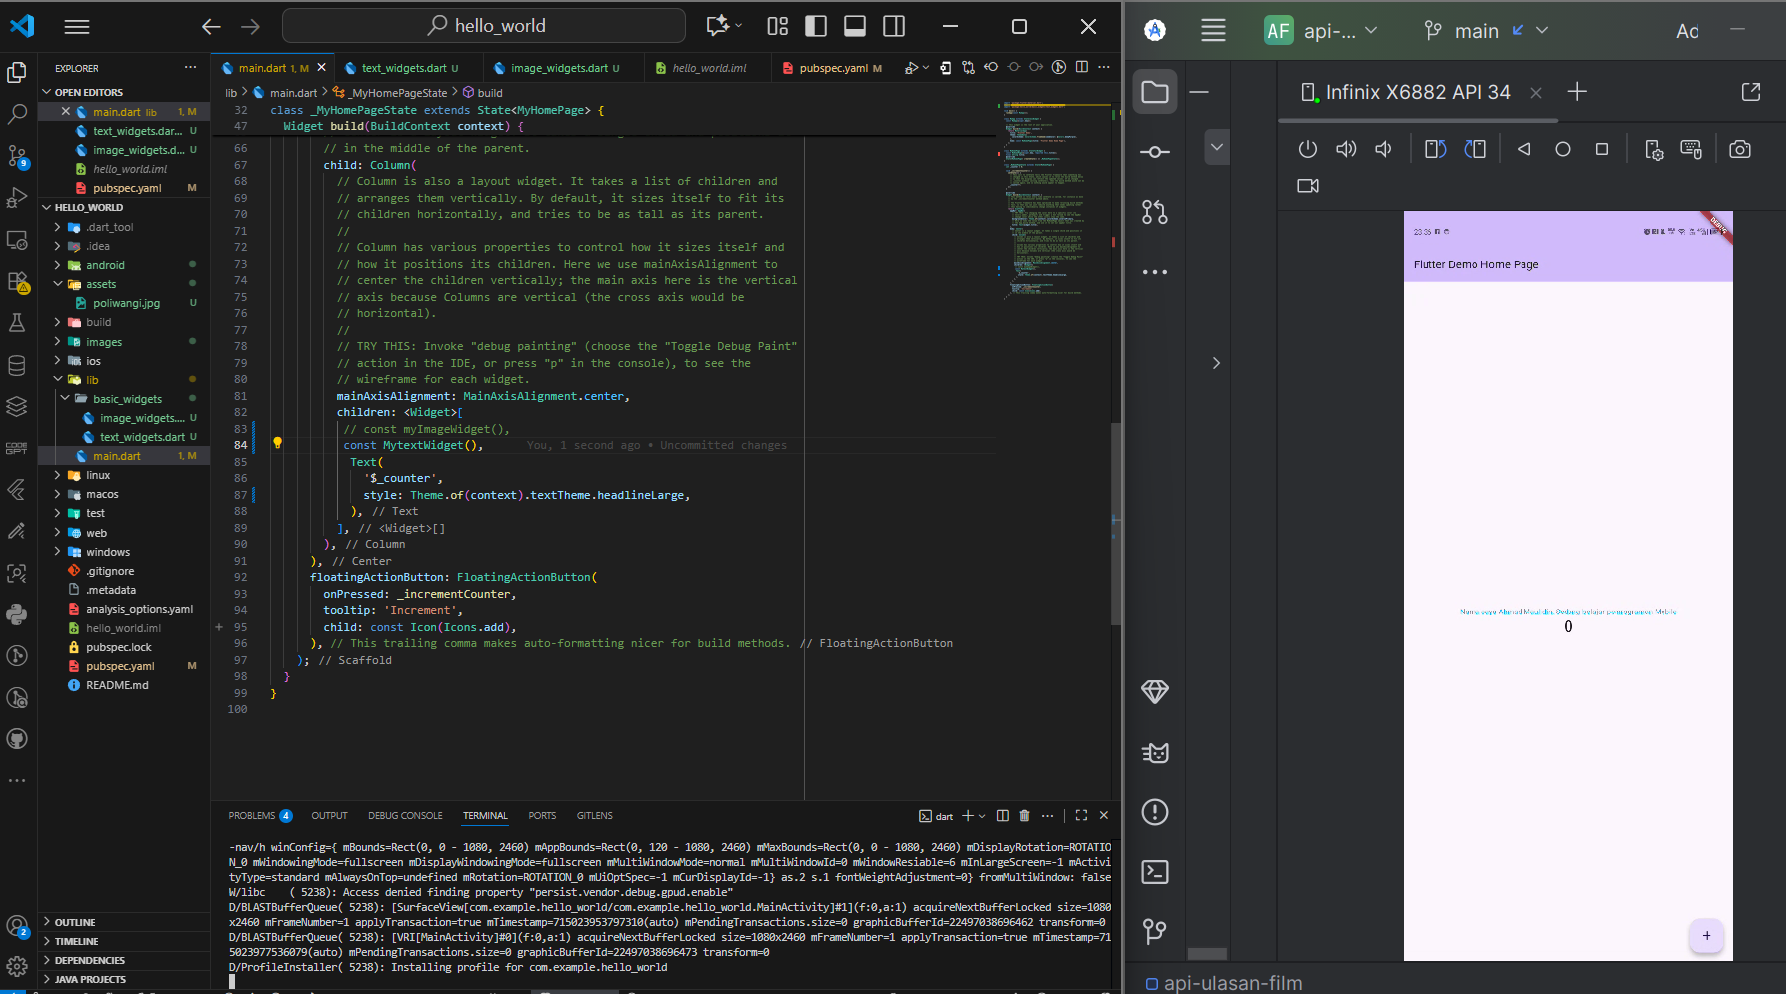 hello_world
EXPLORER
OPEN EDITORS
main.dart lib 1, M
text_widgets.dar... U
image_widgets.d... U
hello_world.iml
pubspec.yaml M
HELLO_WORLD
.dart_tool
.idea
android
assets
poliwangi.jpg U
build
images
ios
lib
basic_widgets
image_widgets.... U
text_widgets.dart U
main.dart 1, M
linux
macos
test
web
windows
.gitignore
.metadata
analysis_options.yaml
hello_world.iml
pubspec.lock
pubspec.yaml M
README.md
OUTLINE
TIMELINE
DEPENDENCIES
JAVA PROJECTS
main.dart 1, M
text_widgets.dart U
image_widgets.dart U
hello_world.iml
pubspec.yaml M
lib > main.dart > _MyHomePageState > build
32 class _MyHomePageState extends State<MyHomePage> {
47 Widget build(BuildContext context) {
66 // in the middle of the parent.
67 child: Column(
68 // Column is also a layout widget. It takes a list of children and
69 // arranges them vertically. By default, it sizes itself to fit its
70 // children horizontally, and tries to be as tall as its parent.
71 //
72 // Column has various properties to control how it sizes itself and
73 // how it positions its children. Here we use mainAxisAlignment to
74 // center the children vertically; the main axis here is the vertical
75 // axis because Columns are vertical (the cross axis would be
76 // horizontal).
77 //
78 // TRY THIS: Invoke "debug painting" (choose the "Toggle Debug Paint"
79 // action in the IDE, or press "p" in the console), to see the
80 // wireframe for each widget.
81 mainAxisAlignment: MainAxisAlignment.center,
82 children: <Widget>[
83 // const myImageWidget(),
84 const MytextWidget(), You, 1 second ago • Uncommitted changes
85 Text(
86 '$_counter',
87 style: Theme.of(context).textTheme.headlineLarge,
88 ), // Text
89 ], // <Widget>[]
90 ), // Column
91 ), // Center
92 floatingActionButton: FloatingActionButton(
93 onPressed: _incrementCounter,
94 tooltip: 'Increment',
95 child: const Icon(Icons.add),
96 ), // This trailing comma makes auto-formatting nicer for build methods. // FloatingActionButton
97 ); // Scaffold
98 }
99 }
100
PROBLEMS 4 OUTPUT DEBUG CONSOLE TERMINAL PORTS GITLENS
dart
-nav/h winConfig={ mBounds=Rect(0, 0 - 1080, 2460) mAppBounds=Rect(0, 120 - 1080, 2460) mMaxBounds=Rect(0, 0 - 1080, 2460) mDisplayRotation=ROTATIO
N_0 mWindowingMode=fullscreen mDisplayWindowingMode=fullscreen mMultiWindowMode=normal mMultiWindowId=0 mWindowResiable=6 mInLargeScreen=-1 mActivi
tyType=standard mAlwaysOnTop=undefined mRotation=ROTATION_0 mUiOptSpec=-1 mCurDisplayId=-1} as.2 s.1 fontWeightAdjustment=0} fromMultiWindow: false
W/libc ( 5238): Access denied finding property "persist.vendor.debug.gpud.enable"
D/BLASTBufferQueue( 5238): [SurfaceView[com.example.hello_world/com.example.hello_world.MainActivity]#1](f:0,a:1) acquireNextBufferLocked size=1080
x2460 mFrameNumber=1 applyTransaction=true mTimestamp=715023953797310(auto) mPendingTransactions.size=0 graphicBufferId=22497038696462 transform=0
D/BLASTBufferQueue( 5238): [VRI[MainActivity]#0](f:0,a:1) acquireNextBufferLocked size=1080x2460 mFrameNumber=1 applyTransaction=true mTimestamp=71
5023977536079(auto) mPendingTransactions.size=0 graphicBufferId=22497038696473 transform=0
D/ProfileInstaller( 5238): Installing profile for com.example.hello_world
9
2
GPT
AF api-... main Ad
Infinix X6882 API 34
23.36
Flutter Demo Home Page
Nama saya Ahmad Maulidin, Sedang belajar pemrograman Mobile
0
+
api-ulasan-film